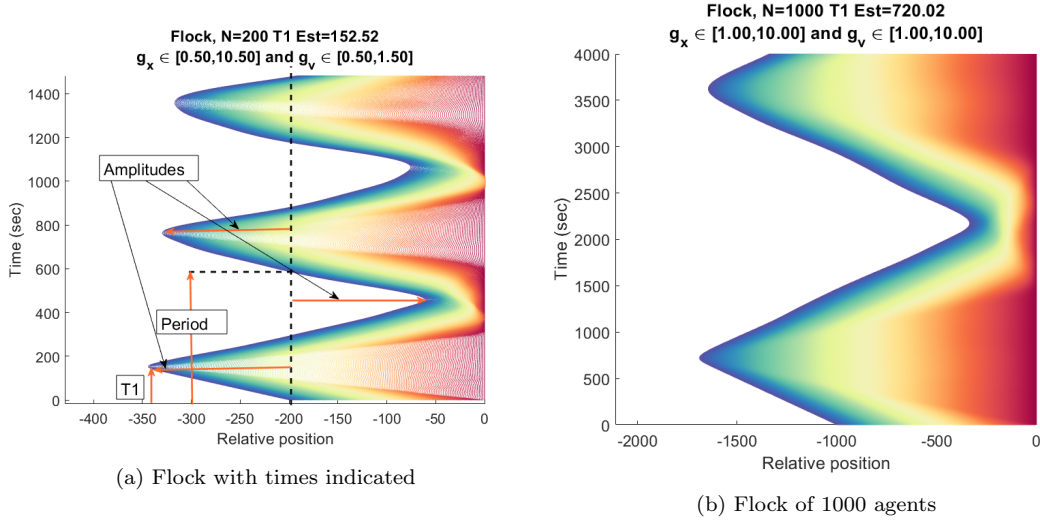 Flock, N=200 T1 Est=152.52
g_x ∈ [0.50,10.50] and g_v ∈ [0.50,1.50]
1400
1200
1000
800
600
400
200
0
Time (sec)
Amplitudes
Period
T1
-400
-350
-300
-250
-200
-150
-100
-50
0
Relative position
(a) Flock with times indicated
Flock, N=1000 T1 Est=720.02
g_x ∈ [1.00,10.00] and g_v ∈ [1.00,10.00]
4000
3500
3000
2500
2000
1500
1000
500
0
Time (sec)
-2000
-1500
-1000
-500
0
Relative position
(b) Flock of 1000 agents